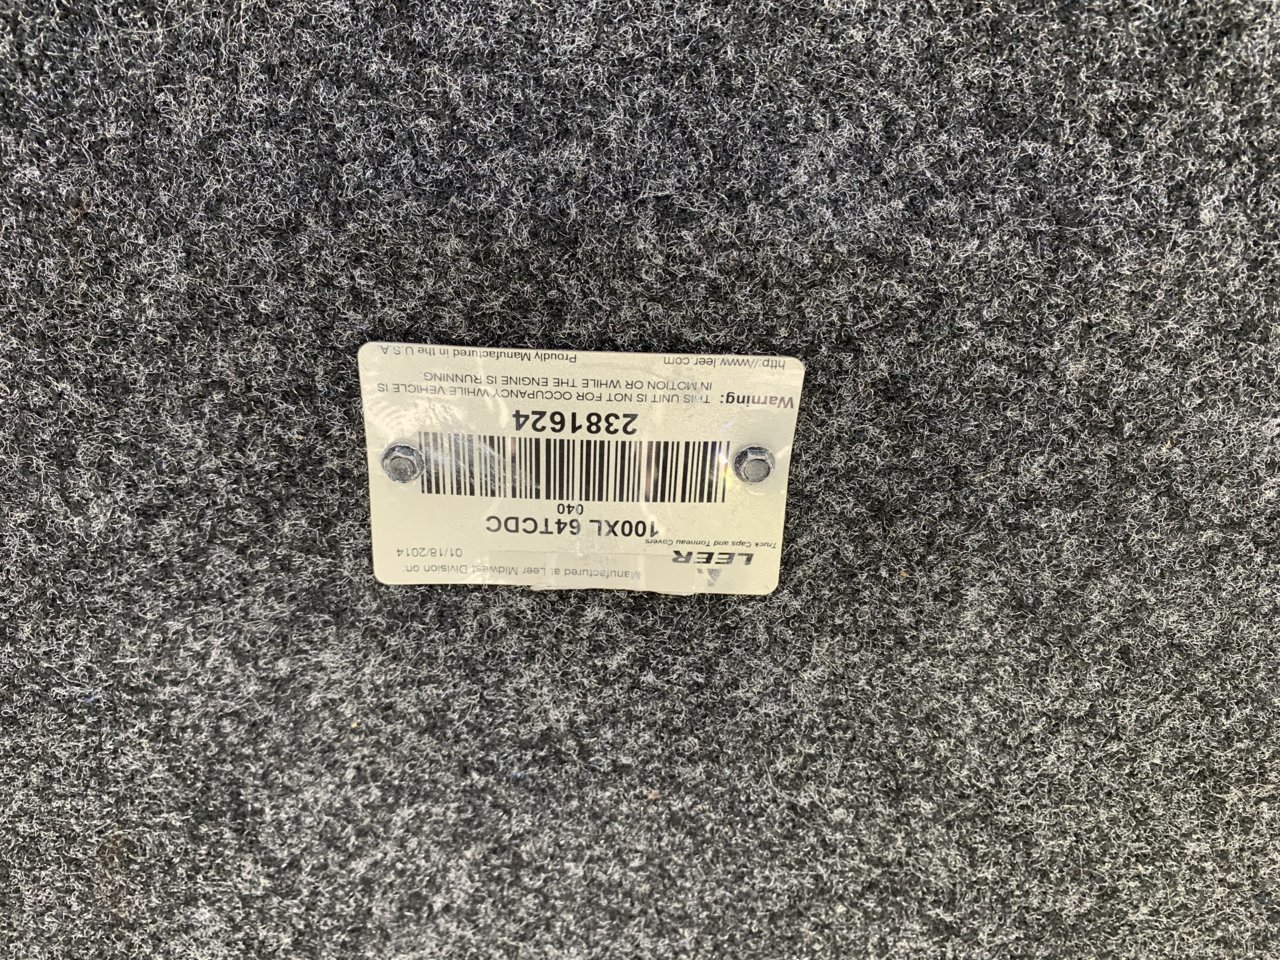 Manufactured at Leer Midwest Division on: 01/18/2014
LEER
Truck Caps and Tonneau Covers
100XL 64TCDC
040
2381624
Warning: THIS UNIT IS NOT FOR OCCUPANCY WHILE VEHICLE IS
IN MOTION OR WHILE THE ENGINE IS RUNNING.
http://www.leer.com Proudly Manufactured in the U.S.A